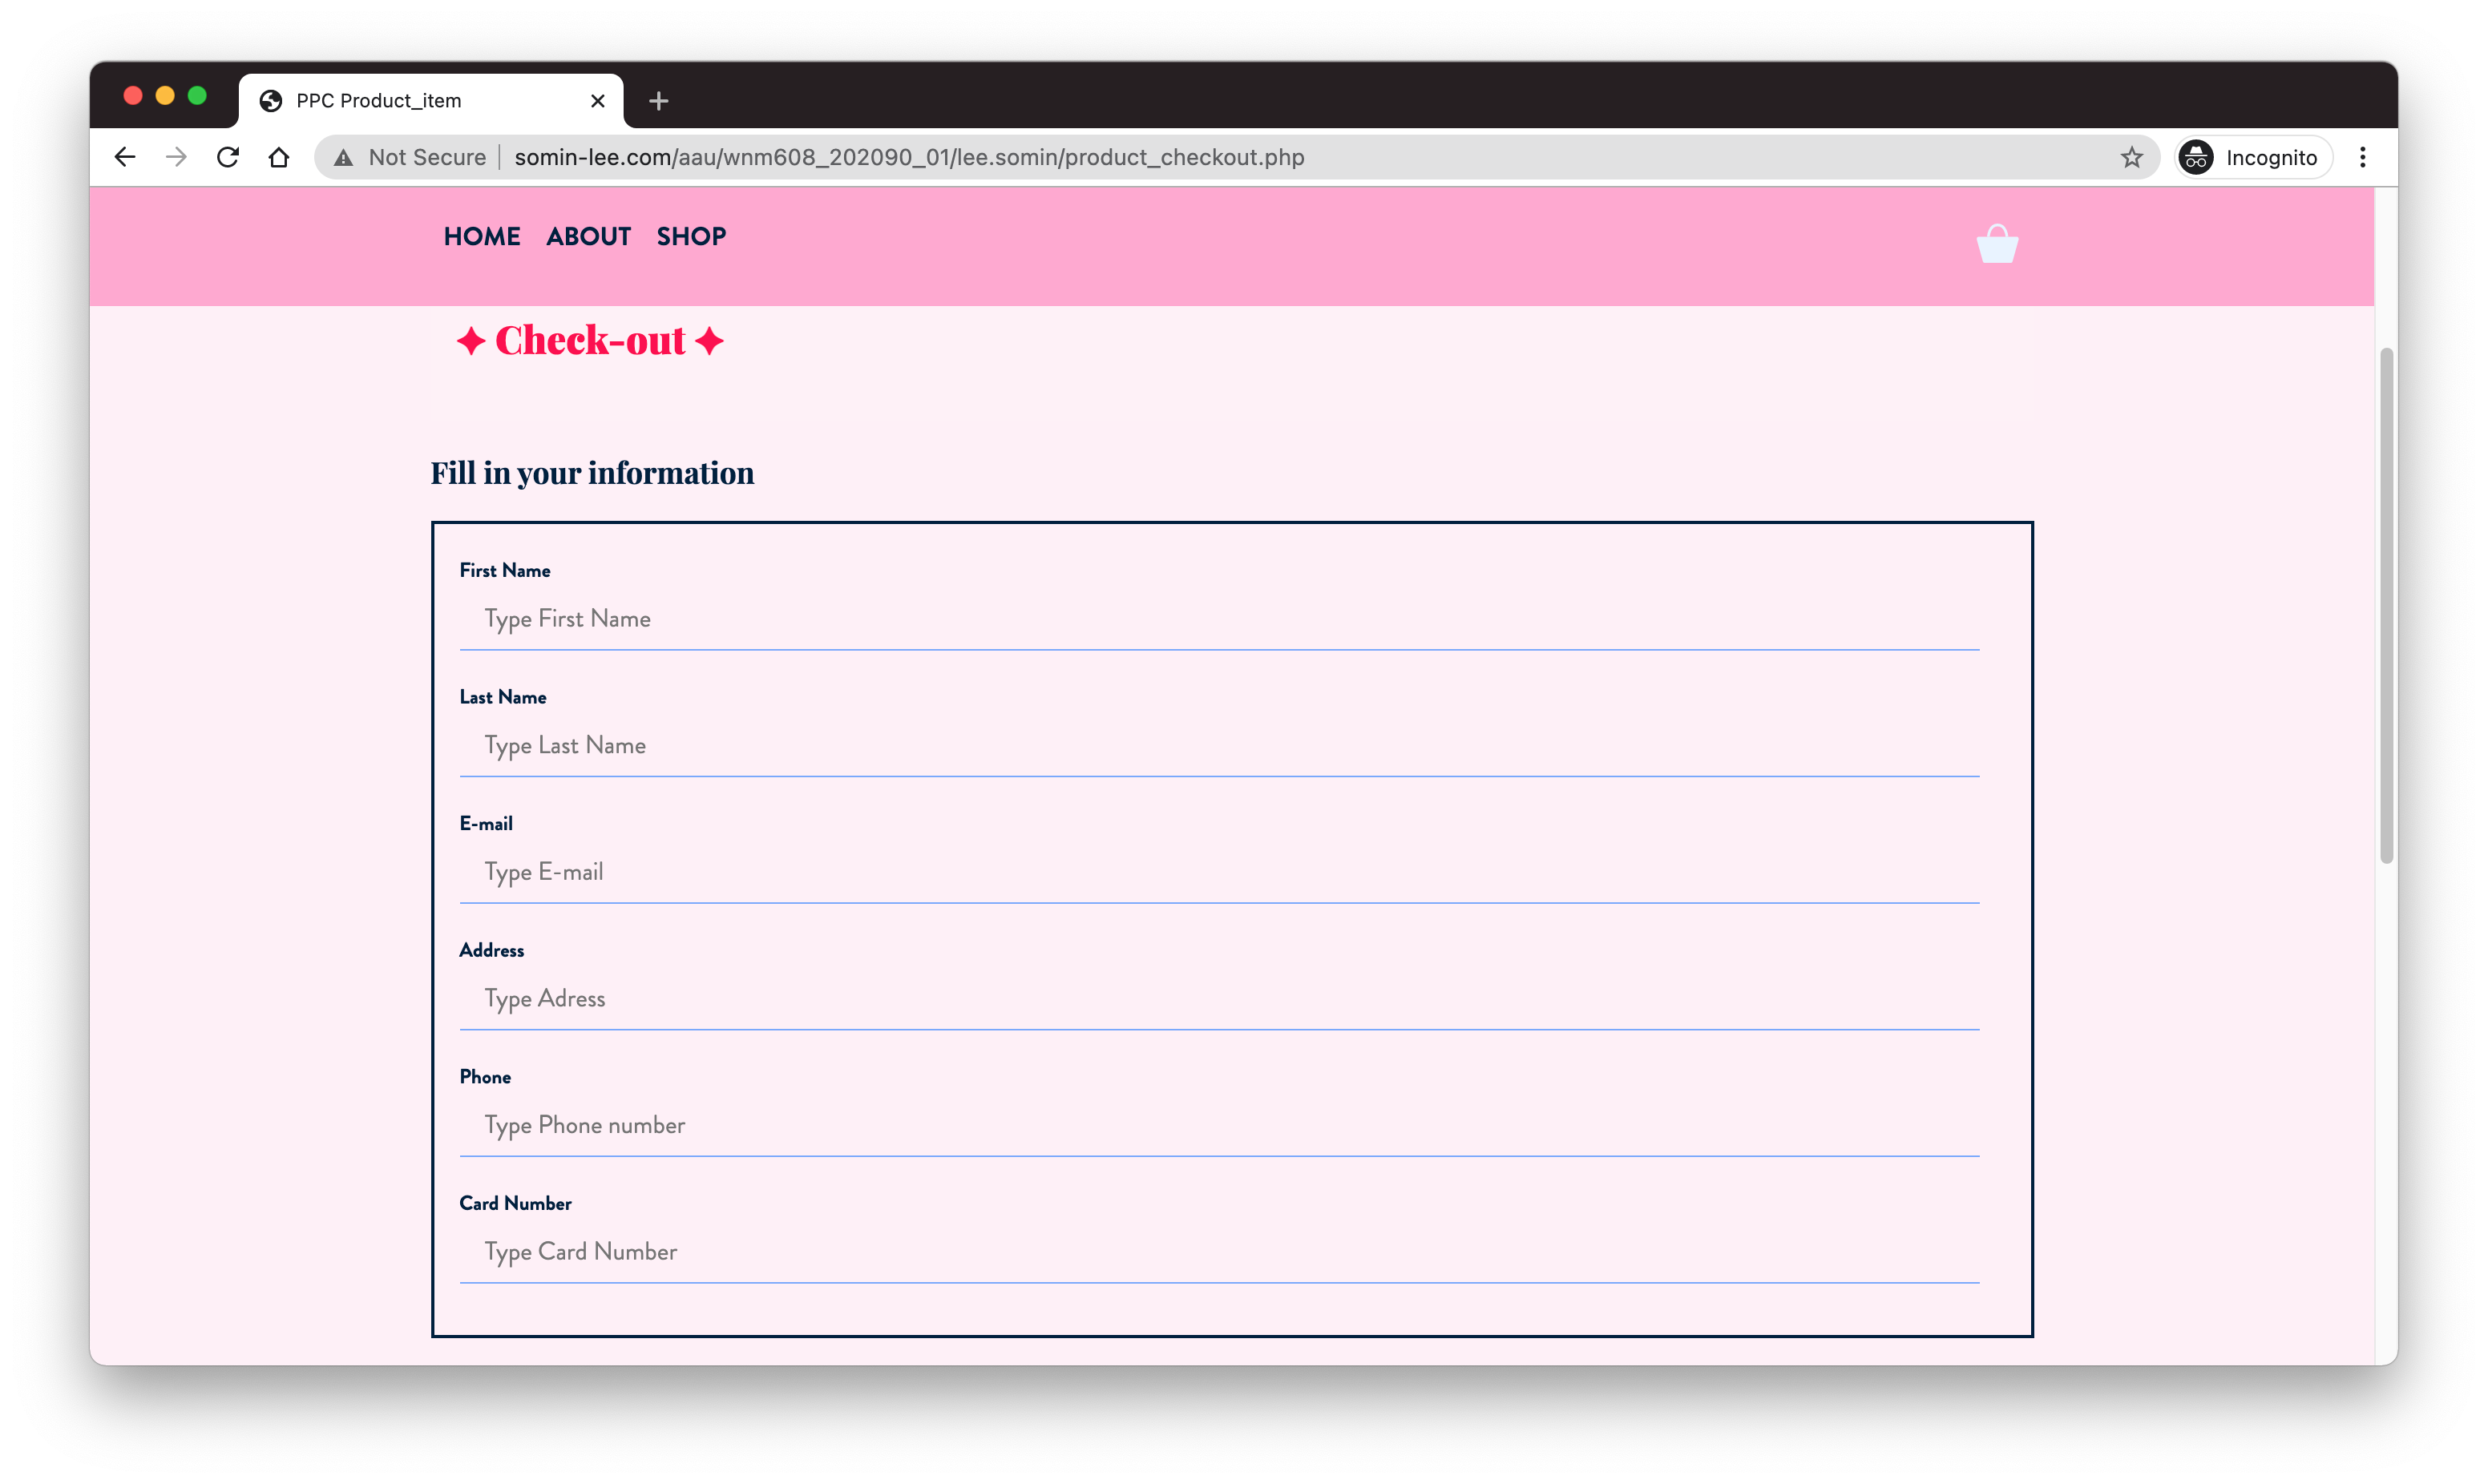 PPC Product_item
Not Secure somin-lee.com/aau/wnm608_202090_01/lee.somin/product_checkout.php Incognito
HOME ABOUT SHOP
✦ Check-out ✦
Fill in your information
First Name
Type First Name
Last Name
Type Last Name
E-mail
Type E-mail
Address
Type Adress
Phone
Type Phone number
Card Number
Type Card Number